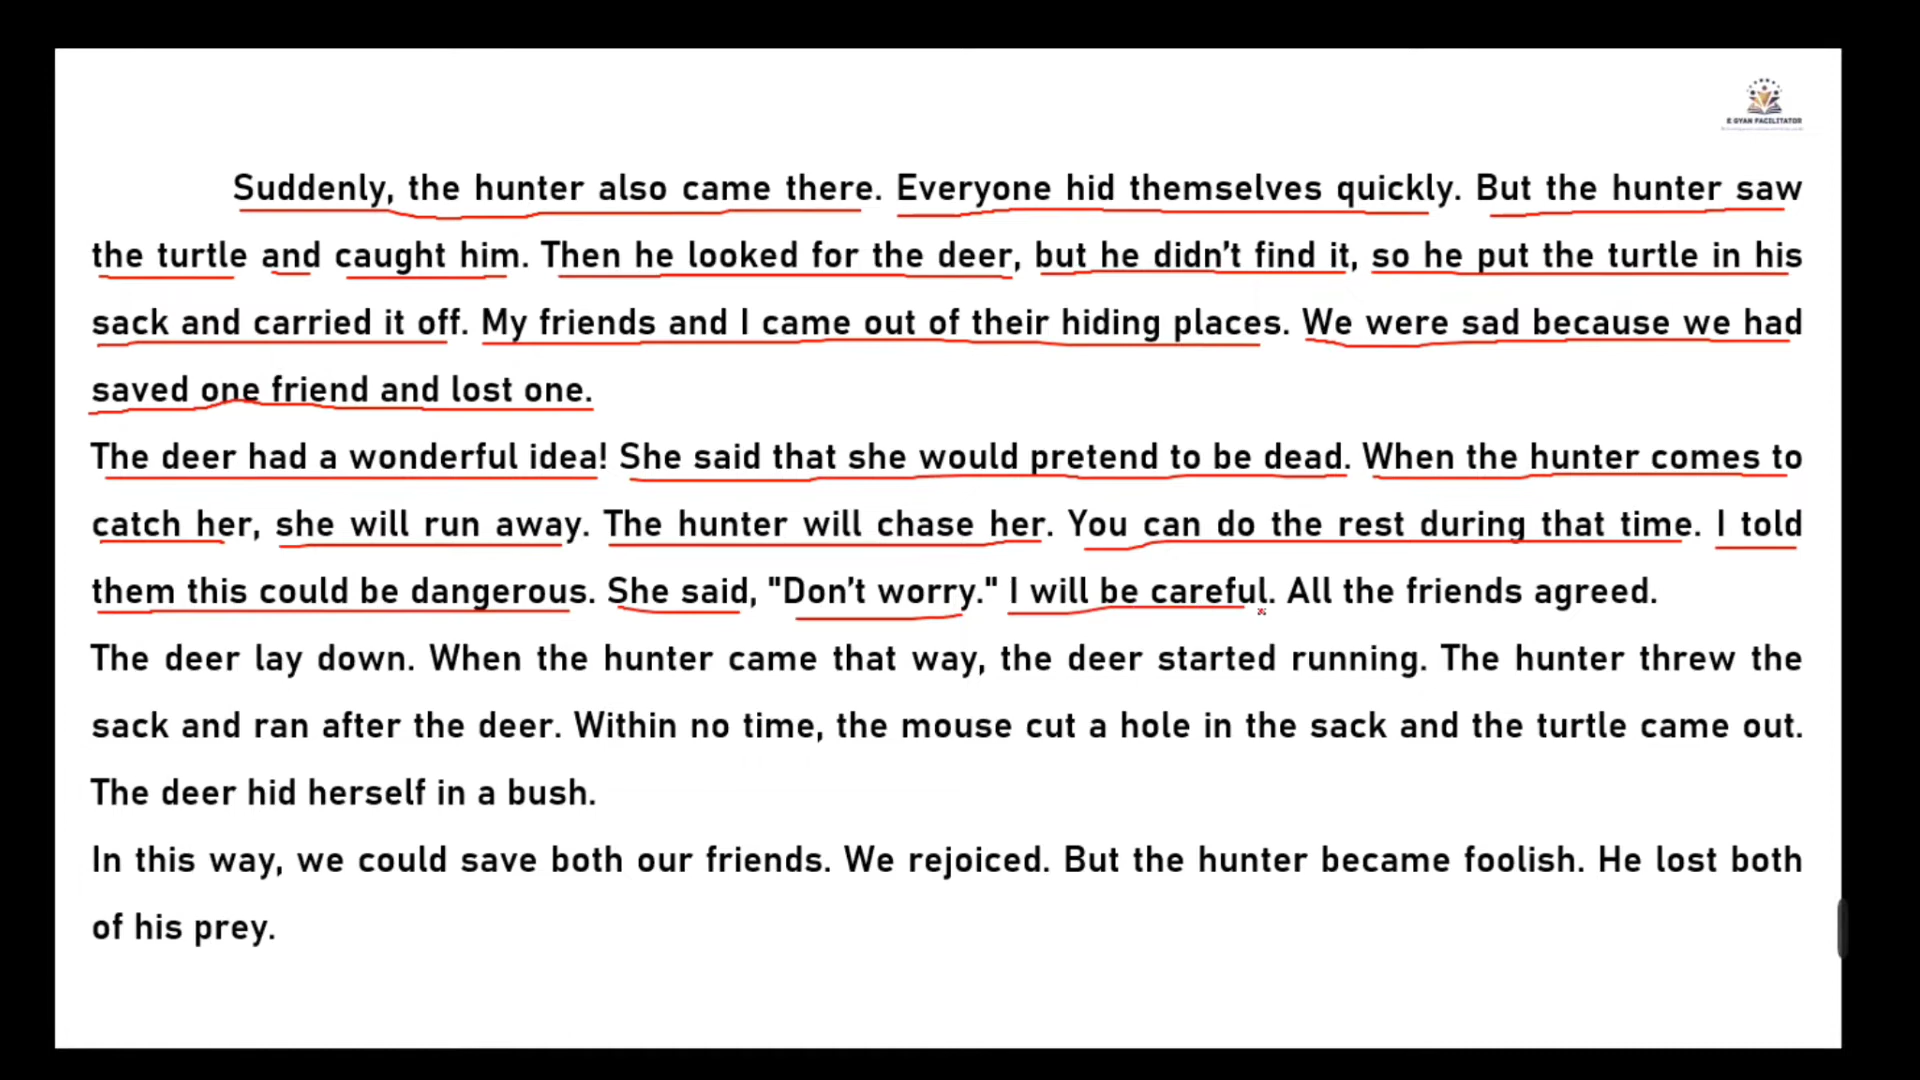 E GYAN FACILITATOR
Suddenly, the hunter also came there. Everyone hid themselves quickly. But the hunter saw
the turtle and caught him. Then he looked for the deer, but he didn't find it, so he put the turtle in his
sack and carried it off. My friends and I came out of their hiding places. We were sad because we had
saved one friend and lost one.
The deer had a wonderful idea! She said that she would pretend to be dead. When the hunter comes to
catch her, she will run away. The hunter will chase her. You can do the rest during that time. I told
them this could be dangerous. She said, "Don't worry." I will be careful. All the friends agreed.
The deer lay down. When the hunter came that way, the deer started running. The hunter threw the
sack and ran after the deer. Within no time, the mouse cut a hole in the sack and the turtle came out.
The deer hid herself in a bush.
In this way, we could save both our friends. We rejoiced. But the hunter became foolish. He lost both
of his prey.